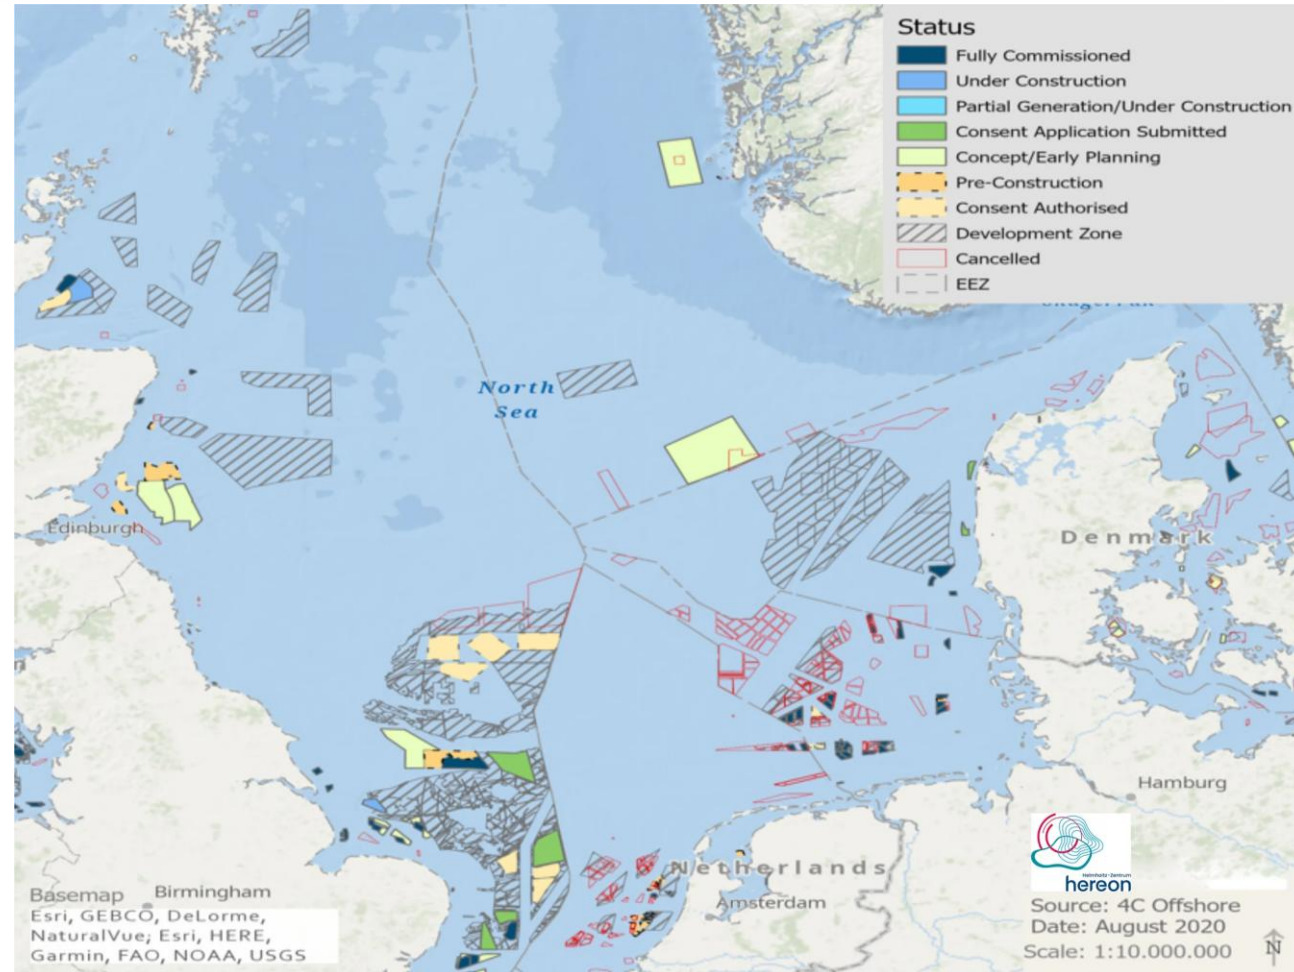 Status
Fully Commissioned
Under Construction
Partial Generation/Under Construction
Consent Application Submitted
Concept/Early Planning
Pre-Construction
Consent Authorised
Development Zone
Cancelled
EEZ
North
Sea
Edinburgh
Denmark
Hamburg
Netherlands
Amsterdam
Birmingham
Basemap
Esri, GEBCO, DeLorme,
NaturalVue; Esri, HERE,
Garmin, FAO, NOAA, USGS
Helmholtz-Zentrum
hereon
Source: 4C Offshore
Date: August 2020
Scale: 1:10.000.000
N